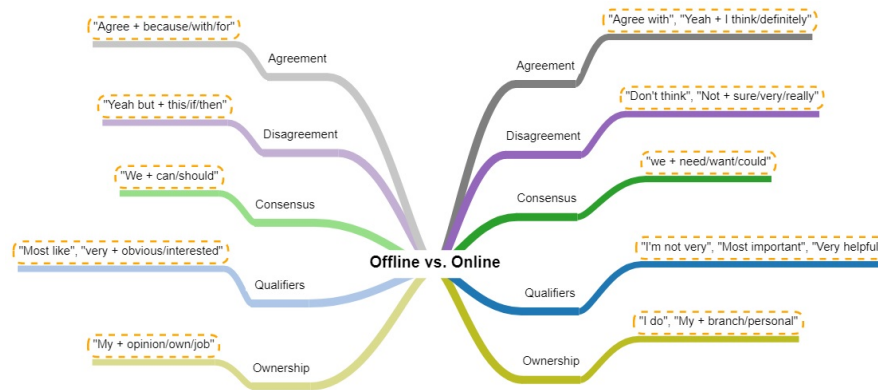 "Agree + because/with/for"
Agreement
"Yeah but + this/if/then"
Disagreement
"We + can/should"
Consensus
"Most like", "very + obvious/interested"
Qualifiers
"My + opinion/own/job"
Ownership
Offline vs. Online
"Agree with", "Yeah + I think/definitely"
Agreement
"Don't think", "Not + sure/very/really"
Disagreement
"we + need/want/could"
Consensus
"I'm not very", "Most important", "Very helpful
Qualifiers
"I do", "My + branch/personal"
Ownership